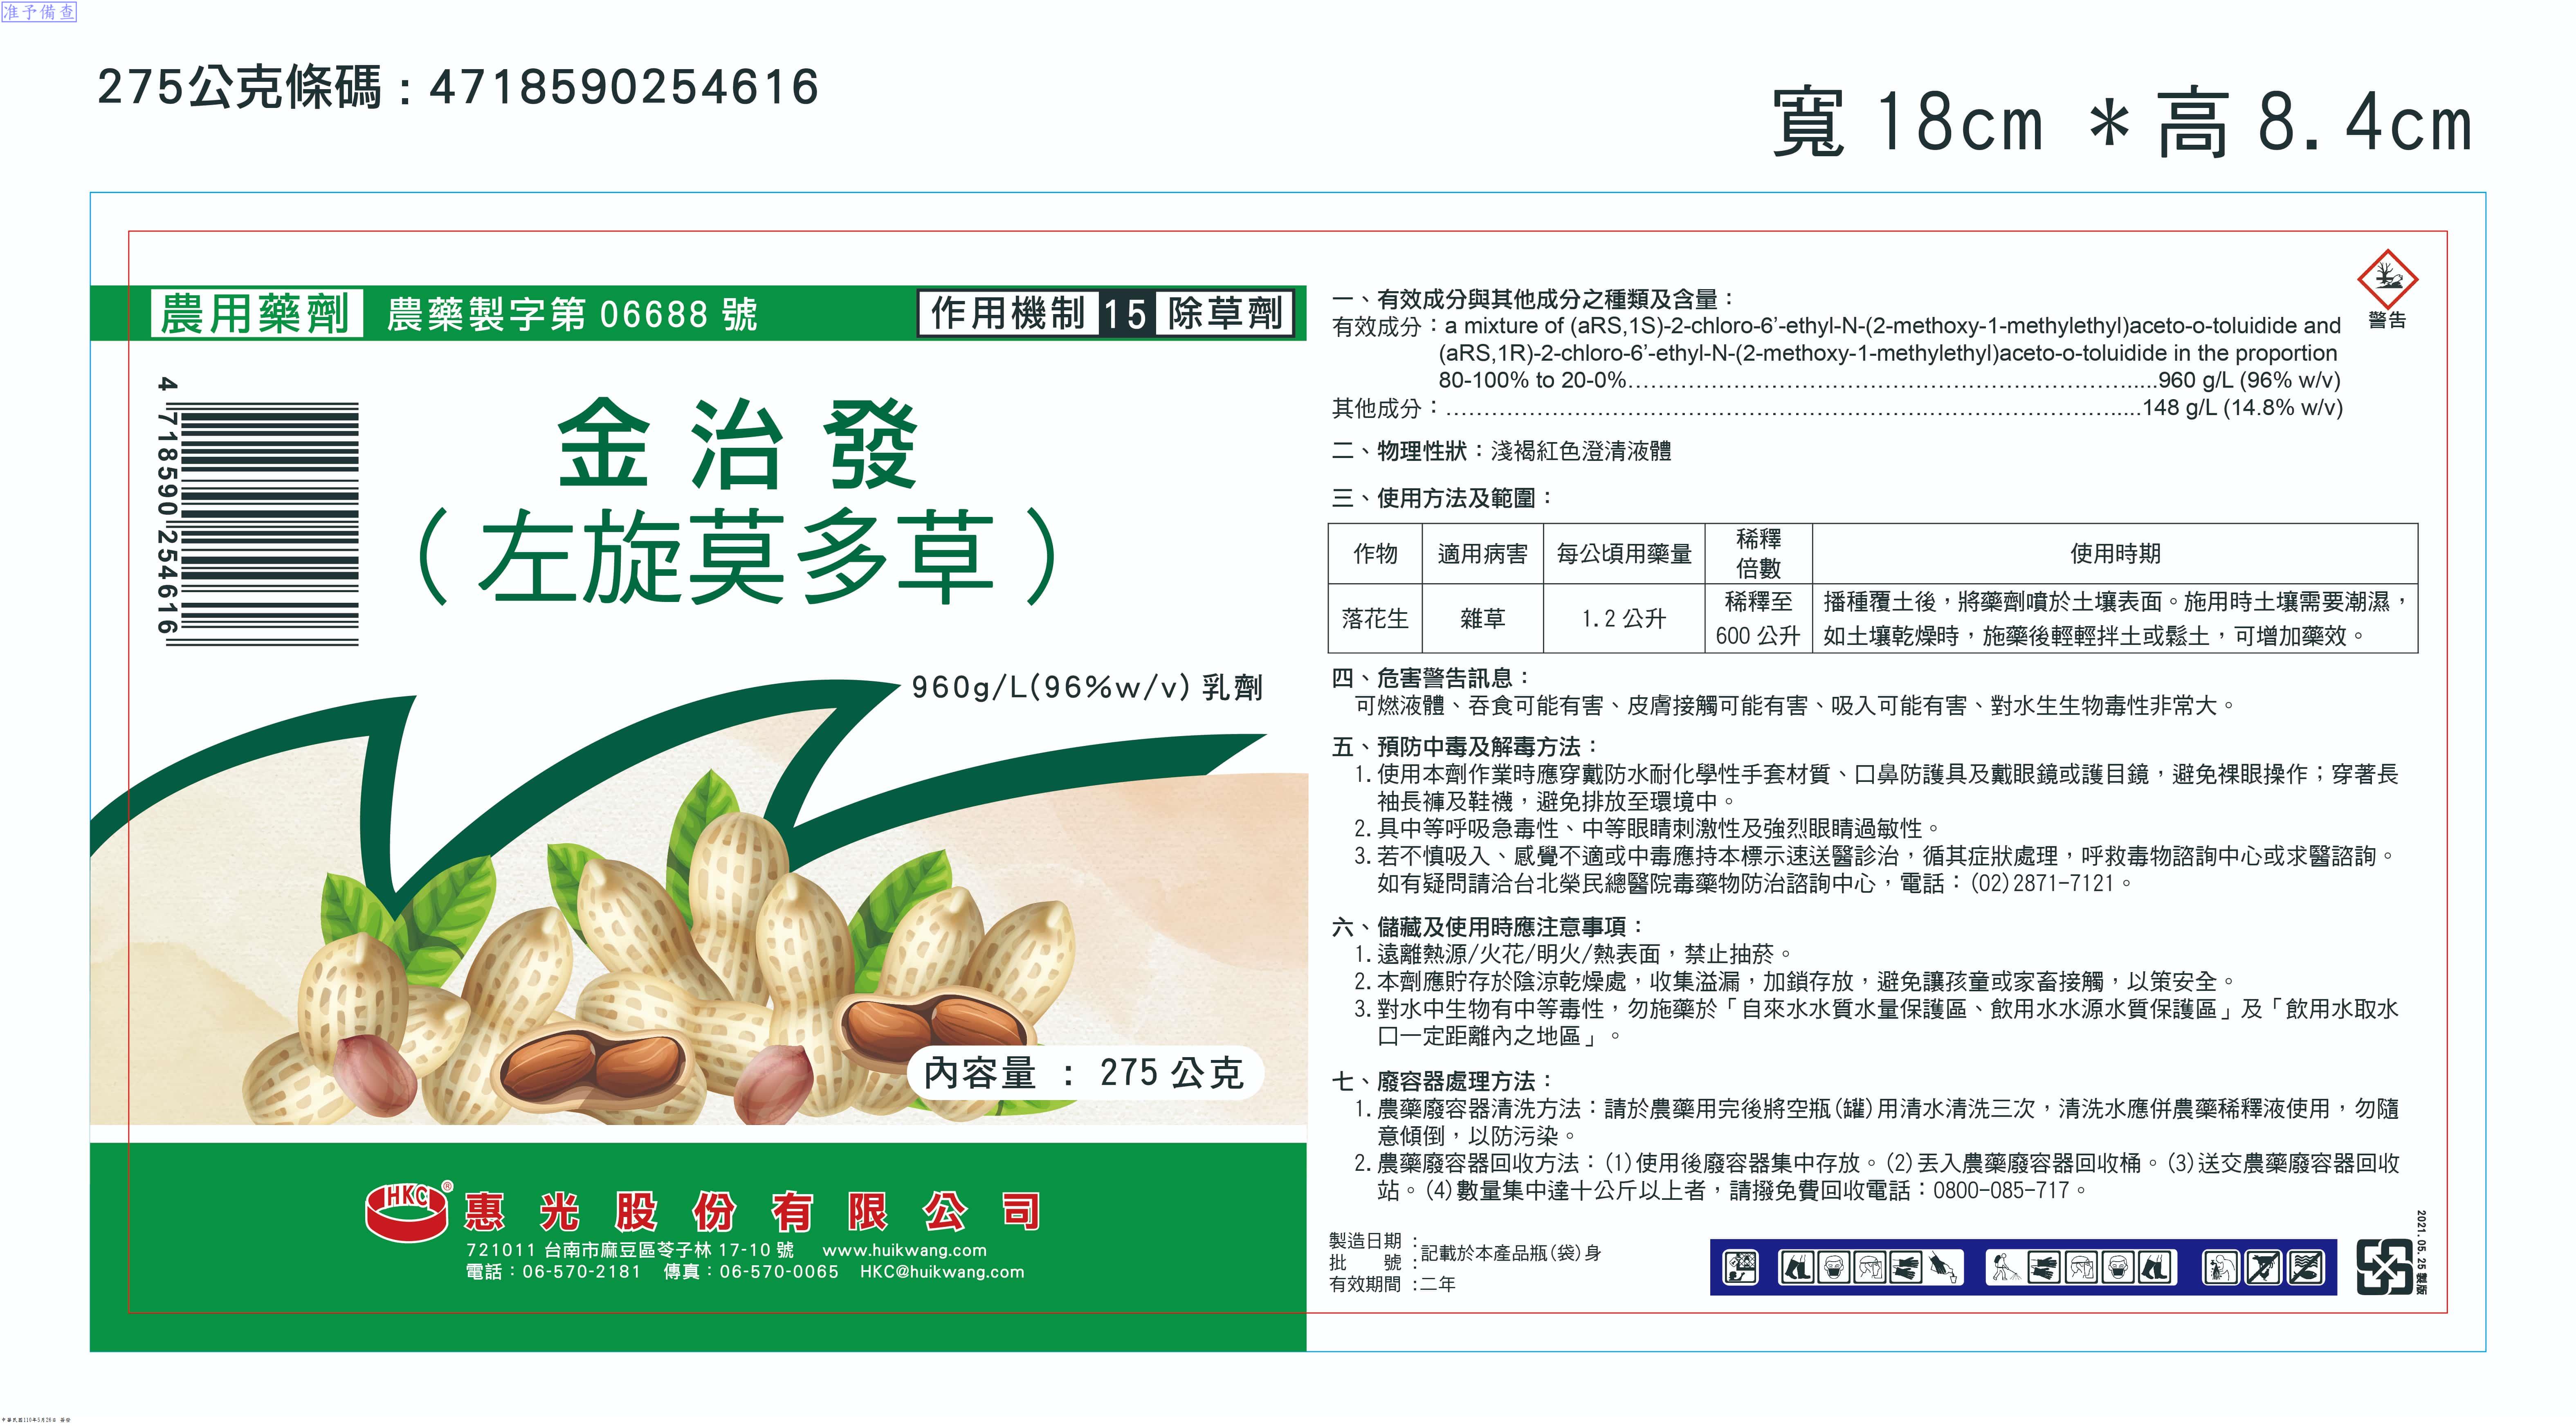 准予備查
275公克條碼：4718590254616
寬 18cm ＊高 8.4cm
農用藥劑 農藥製字第 06688 號 作用機制 15 除草劑
4 718590 254616
金治發
（左旋莫多草）
960g/L(96%w/v) 乳劑
內容量 ： 275 公克
HKC® 惠光股份有限公司
721011 台南市麻豆區苓子林 17-10 號 www.huikwang.com
電話：06-570-2181 傳真：06-570-0065 HKC@huikwang.com
警告
一、有效成分與其他成分之種類及含量：
有效成分：a mixture of (aRS,1S)-2-chloro-6’-ethyl-N-(2-methoxy-1-methylethyl)aceto-o-toluidide and
(aRS,1R)-2-chloro-6’-ethyl-N-(2-methoxy-1-methylethyl)aceto-o-toluidide in the proportion
80-100% to 20-0%……………………………………………………………......960 g/L (96% w/v)
其他成分：……………………………………………………………………………......148 g/L (14.8% w/v)
二、物理性狀：淺褐紅色澄清液體
三、使用方法及範圍：
作物 適用病害 每公頃用藥量 稀釋倍數 使用時期
落花生 雜草 1.2 公升 稀釋至 600 公升 播種覆土後，將藥劑噴於土壤表面。施用時土壤需要潮濕，
如土壤乾燥時，施藥後輕輕拌土或鬆土，可增加藥效。
四、危害警告訊息：
可燃液體、吞食可能有害、皮膚接觸可能有害、吸入可能有害、對水生生物毒性非常大。
五、預防中毒及解毒方法：
1.使用本劑作業時應穿戴防水耐化學性手套材質、口鼻防護具及戴眼鏡或護目鏡，避免裸眼操作；穿著長
袖長褲及鞋襪，避免排放至環境中。
2.具中等呼吸急毒性、中等眼睛刺激性及強烈眼睛過敏性。
3.若不慎吸入、感覺不適或中毒應持本標示速送醫診治，循其症狀處理，呼救毒物諮詢中心或求醫諮詢。
如有疑問請洽台北榮民總醫院毒藥物防治諮詢中心，電話：(02)2871-7121。
六、儲藏及使用時應注意事項：
1.遠離熱源/火花/明火/熱表面，禁止抽菸。
2.本劑應貯存於陰涼乾燥處，收集溢漏，加鎖存放，避免讓孩童或家畜接觸，以策安全。
3.對水中生物有中等毒性，勿施藥於「自來水水質水量保護區、飲用水水源水質保護區」及「飲用水取水
口一定距離內之地區」。
七、廢容器處理方法：
1.農藥廢容器清洗方法：請於農藥用完後將空瓶(罐)用清水清洗三次，清洗水應併農藥稀釋液使用，勿隨
意傾倒，以防污染。
2.農藥廢容器回收方法：(1)使用後廢容器集中存放。(2)丟入農藥廢容器回收桶。(3)送交農藥廢容器回收
站。(4)數量集中達十公斤以上者，請撥免費回收電話：0800-085-717。
製造日期 ：
批 號 ：記載於本產品瓶(袋)身
有效期間 ：二年
2021.05.25製版